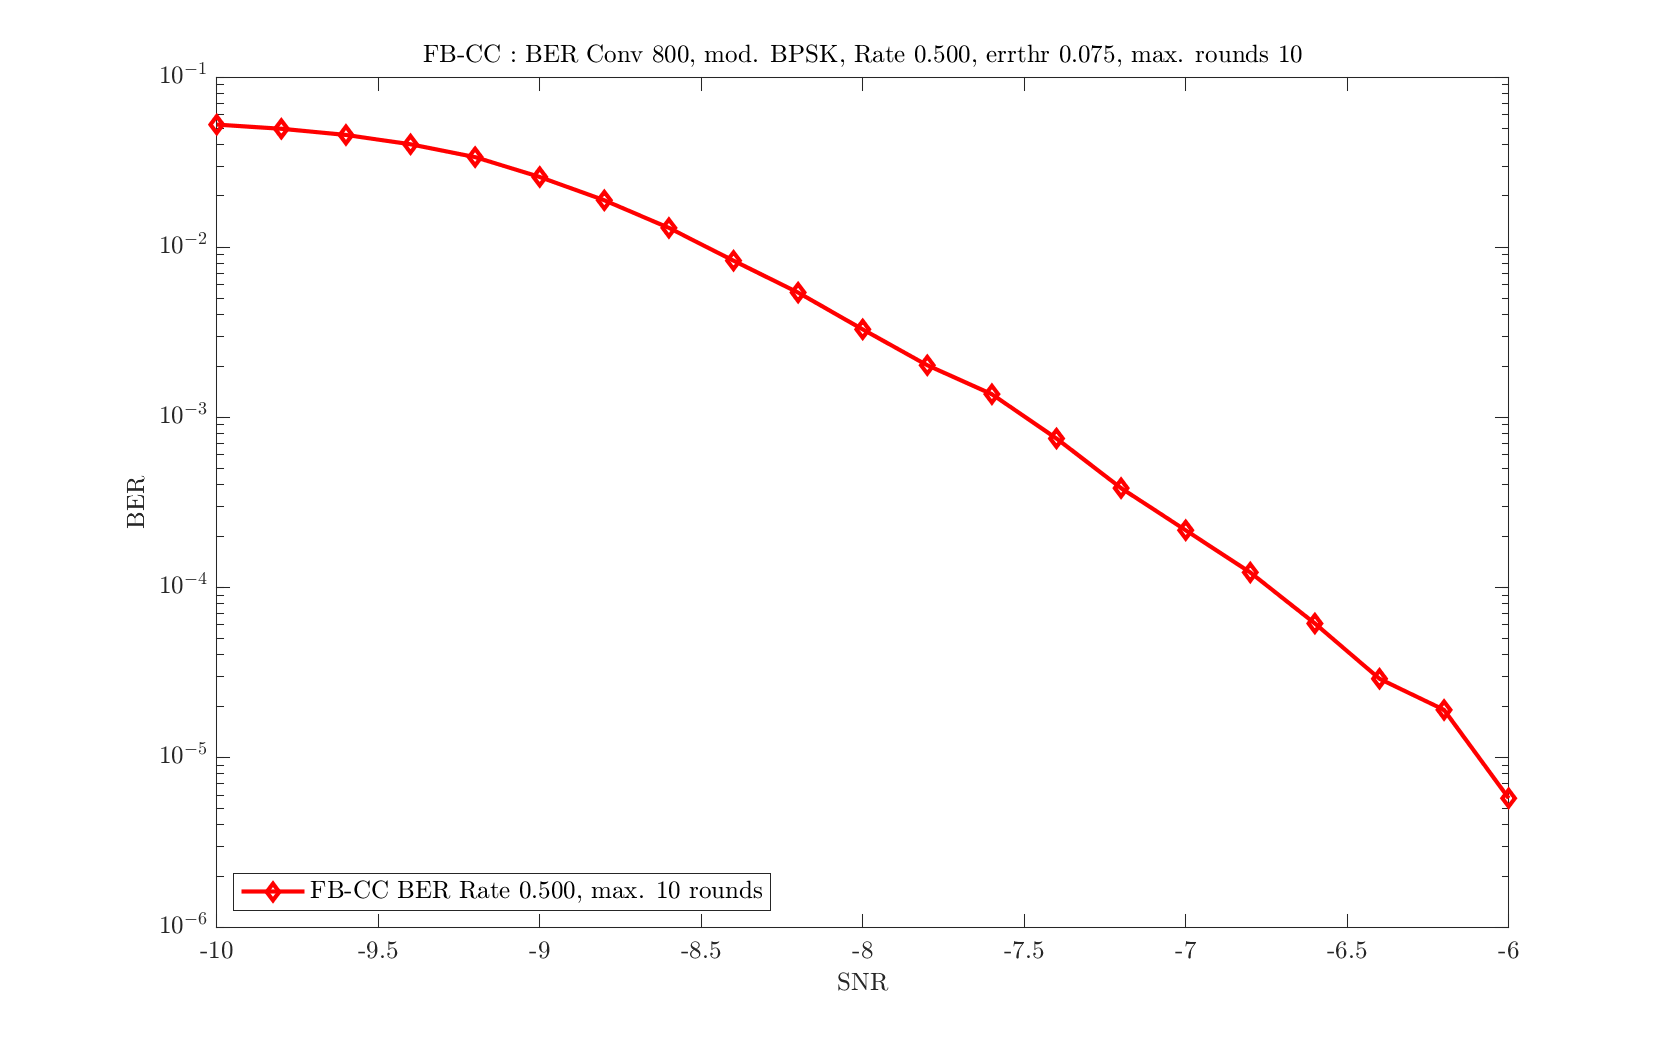 FB-CC : BER Conv 800, mod. BPSK, Rate 0.500, errthr 0.075, max. rounds 10
10⁻¹
10⁻²
10⁻³
10⁻⁴
10⁻⁵
10⁻⁶
BER
FB-CC BER Rate 0.500, max. 10 rounds
-10 -9.5 -9 -8.5 -8 -7.5 -7 -6.5 -6
SNR